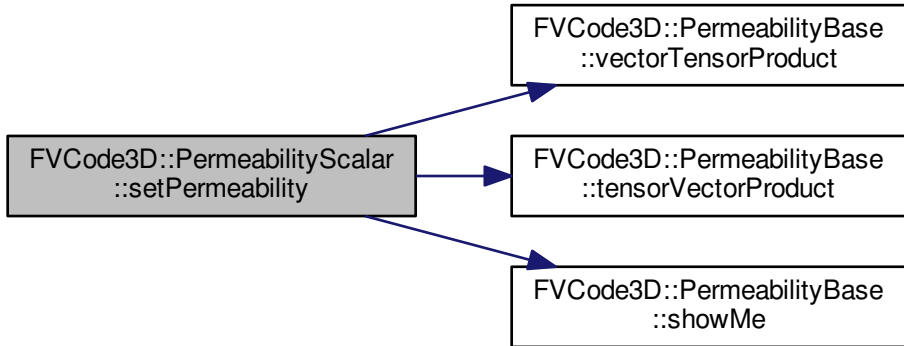 FVCode3D::PermeabilityScalar
::setPermeability
FVCode3D::PermeabilityBase
::vectorTensorProduct
FVCode3D::PermeabilityBase
::tensorVectorProduct
FVCode3D::PermeabilityBase
::showMe